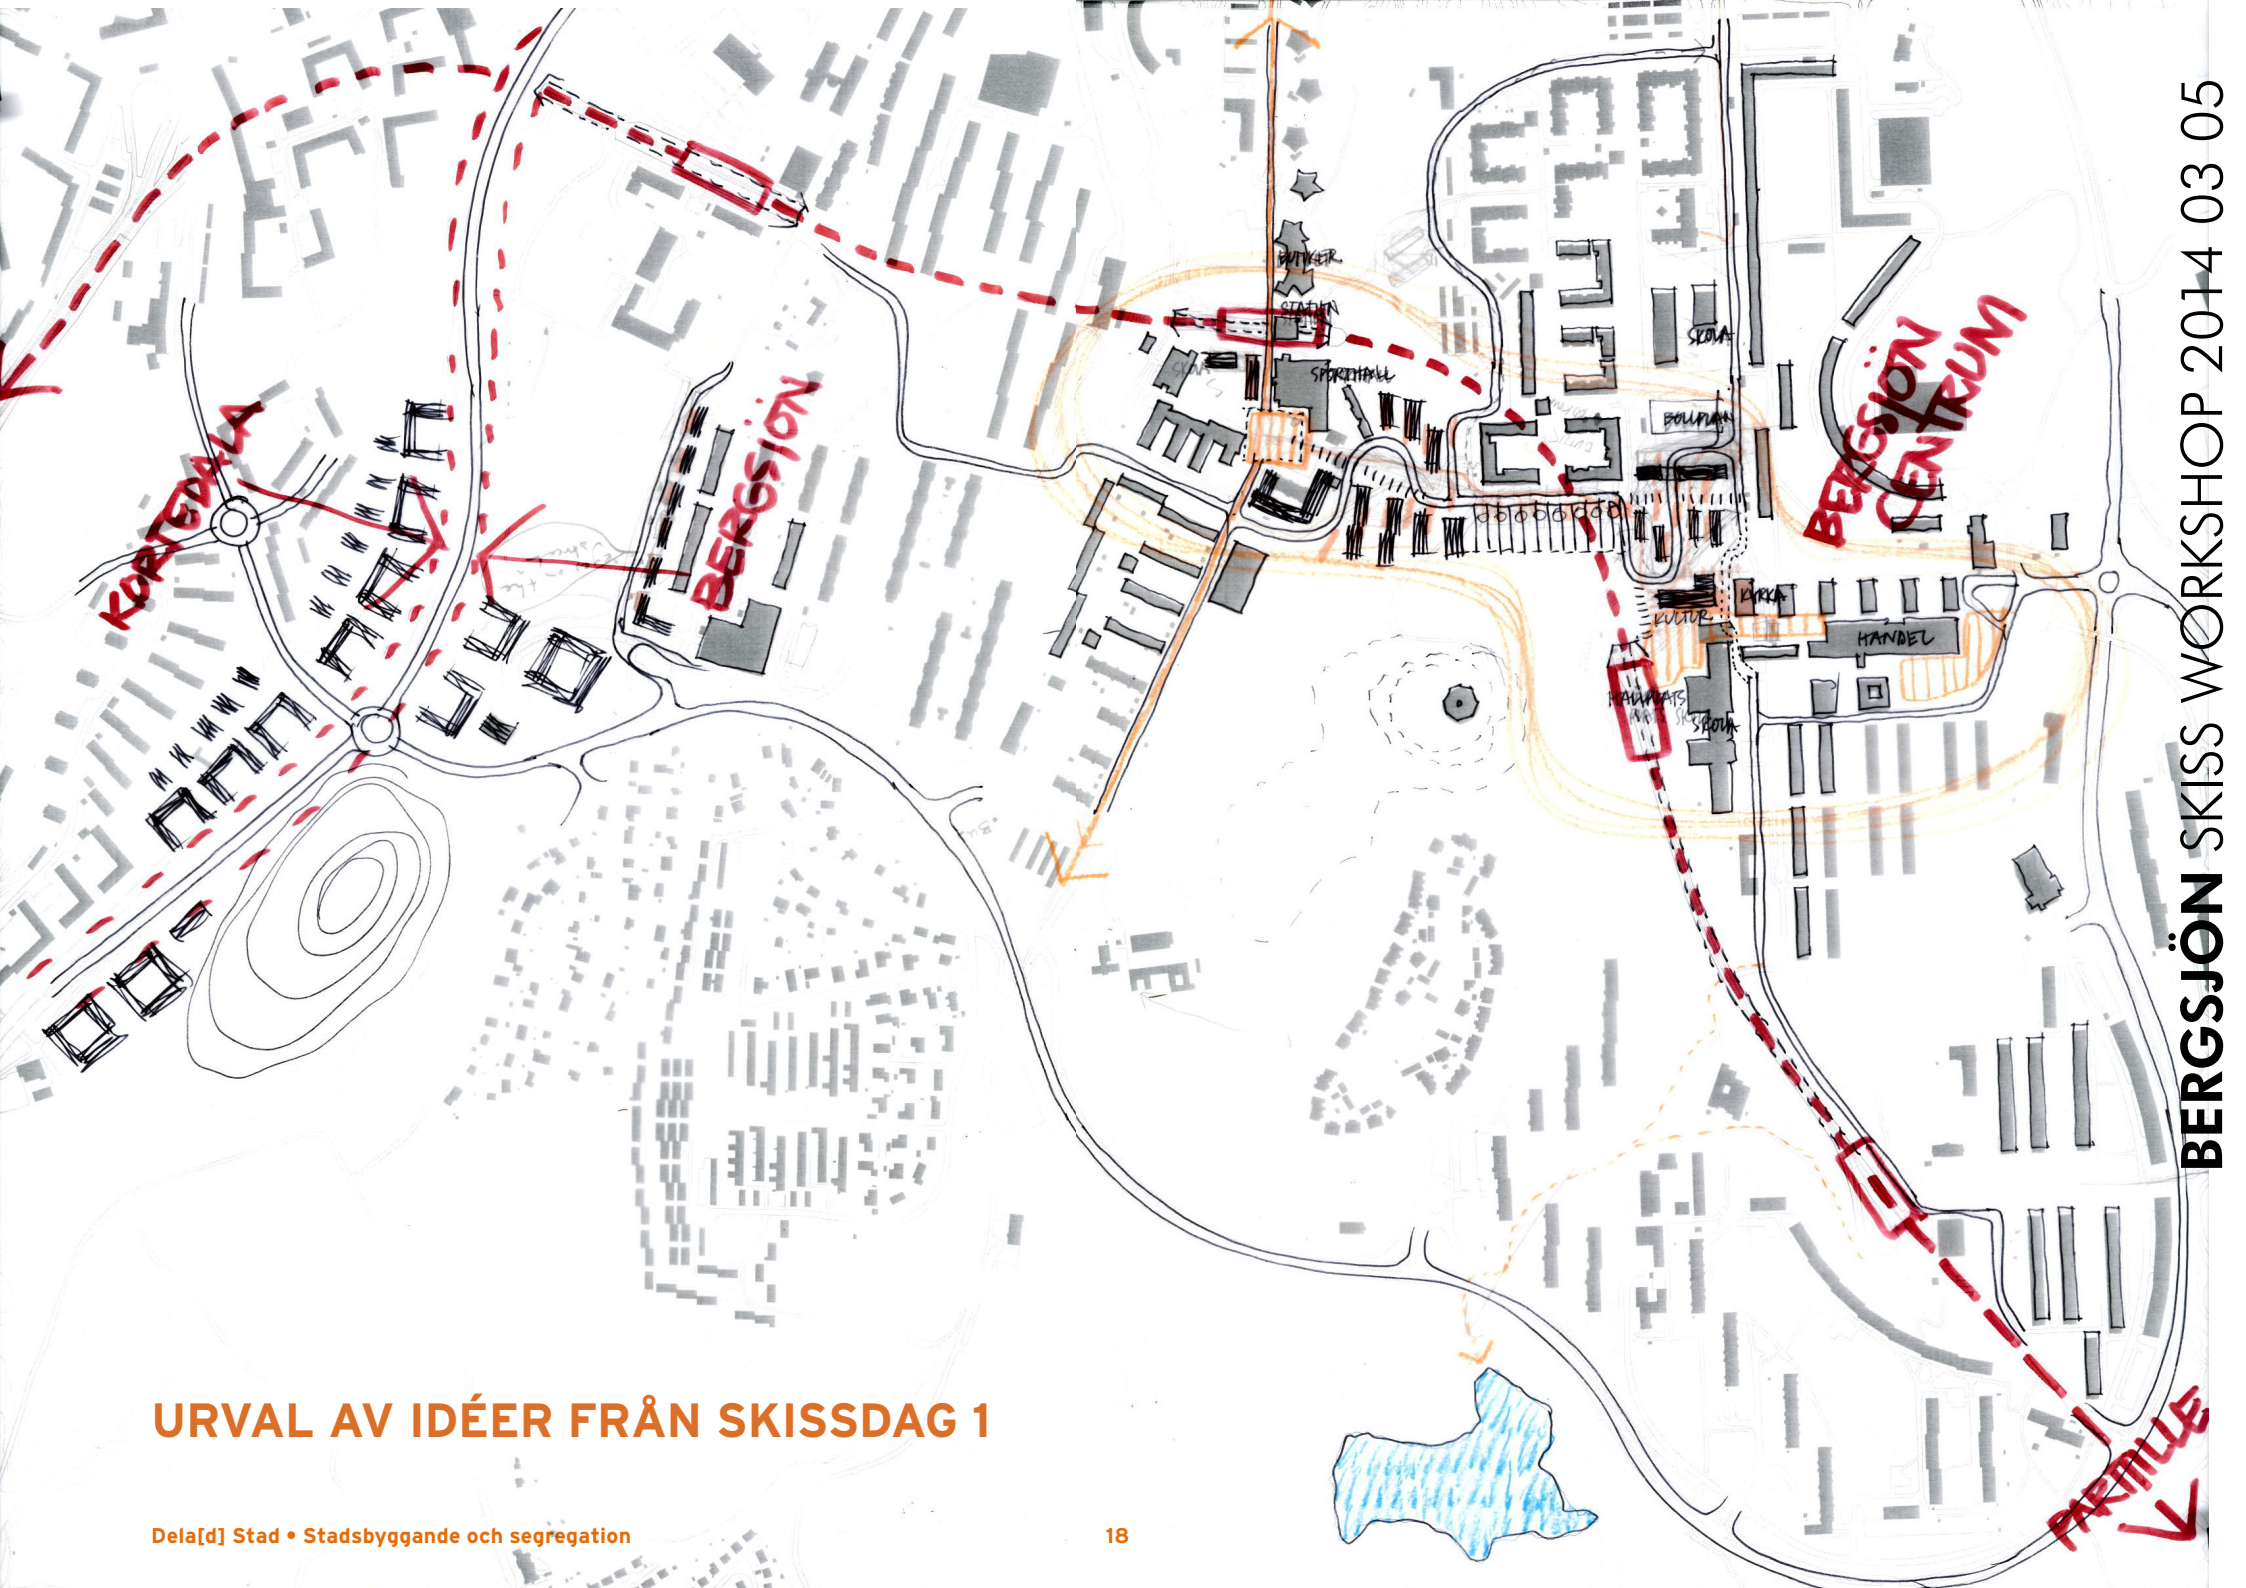 BERGSJÖN SKISS WORKSHOP 2014 03 05
BUTIKER
STATION
SKOLA
SPORTHALL
SKOLA
BOLLPLAN
BERGSJÖN
CENTRUM
KORTEDALA
BERGSJÖN
KYRKA
KULTUR
HANDEL
HÅLLPLATS
SKOLA
PARTILLE
URVAL AV IDÉER FRÅN SKISSDAG 1
Dela[d] Stad • Stadsbyggande och segregation
18